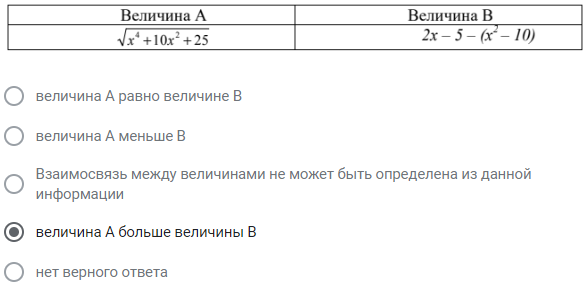 Величина А Величина В
√x⁴ +10x² +25 2x – 5 – (x² – 10)
величина А равно величине В
величина А меньше В
Взаимосвязь между величинами не может быть определена из данной
информации
величина А больше величины В
нет верного ответа